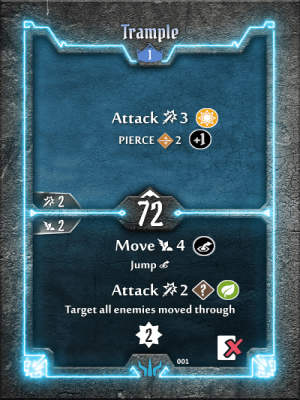 Trample
1
Attack 3
PIERCE 2 +1
2
72
2
Move 4
Jump
Attack 2 ?
Target all enemies moved through
2
001